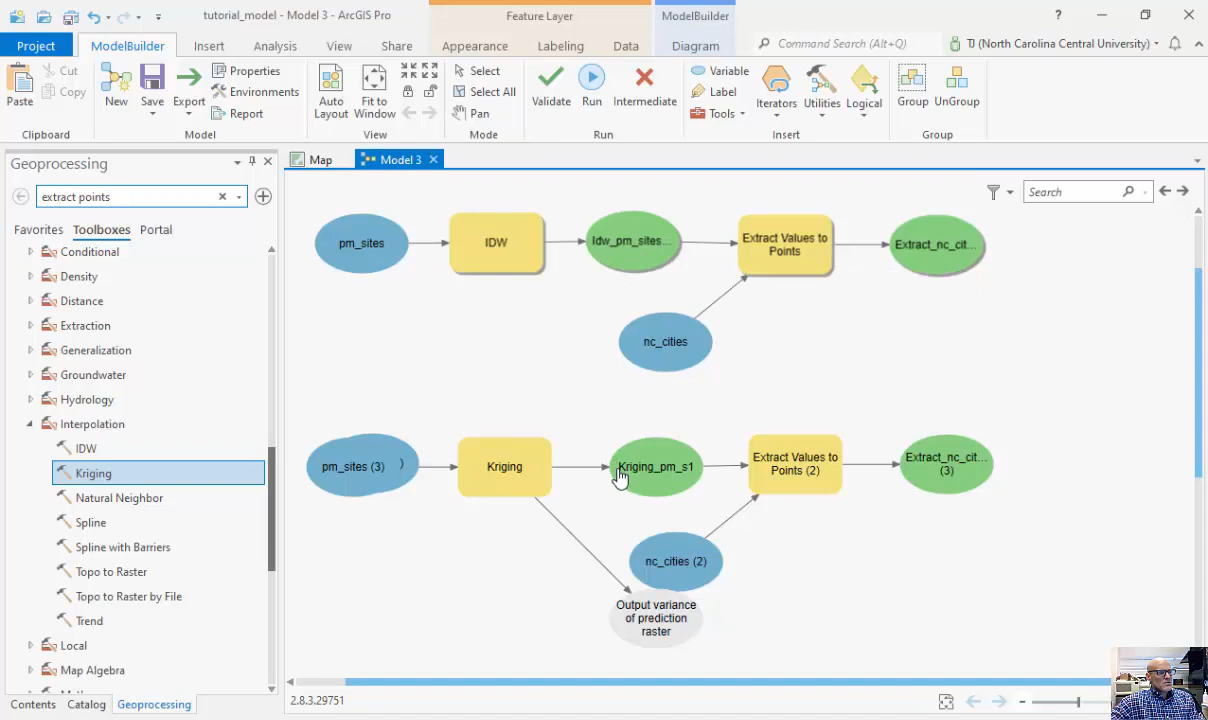 tutorial_model - Model 3 - ArcGIS Pro
Feature Layer
ModelBuilder
?
Project
ModelBuilder
Insert
Analysis
View
Share
Appearance
Labeling
Data
Diagram
Command Search (Alt+Q)
TJ (North Carolina Central University)
Paste
Cut
Copy
Clipboard
New
Save
Export
Properties
Environments
Report
Model
Auto
Layout
Fit to
Window
View
Select
Select All
Pan
Mode
Validate
Run
Intermediate
Run
Variable
Label
Tools
Iterators
Utilities
Logical
Insert
Group
UnGroup
Group
Geoprocessing
extract points
Favorites
Toolboxes
Portal
Conditional
Density
Distance
Extraction
Generalization
Groundwater
Hydrology
Interpolation
IDW
Kriging
Natural Neighbor
Spline
Spline with Barriers
Topo to Raster
Topo to Raster by File
Trend
Local
Map Algebra
Contents
Catalog
Geoprocessing
Map
Model 3
Search
pm_sites
IDW
Idw_pm_sites...
Extract Values to
Points
Extract_nc_cit...
nc_cities
pm_sites (3)
)
Kriging
Kriging_pm_s1
Extract Values to
Points (2)
Extract_nc_cit...
(3)
nc_cities (2)
Output variance
of prediction
raster
2.8.3.29751